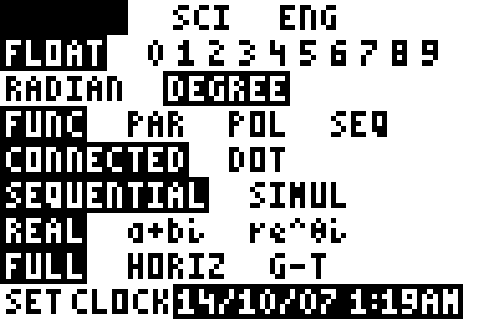 SCI ENG
FLOAT 0 1 2 3 4 5 6 7 8 9
RADIAN DEGREE
FUNC PAR POL SEQ
CONNECTED DOT
SEQUENTIAL SIMUL
REAL a+bi re^θi
FULL HORIZ G-T
SET CLOCK 14/10/07 1:19AM